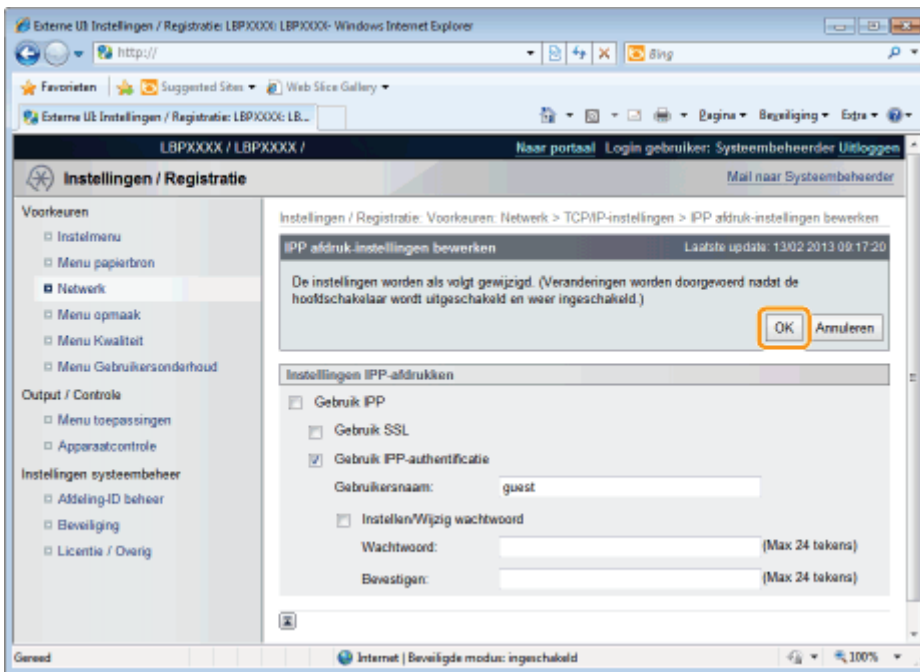 Externe UI: Instellingen / Registratie: LBPXXXX: LBPXXXX- Windows Internet Explorer
http://
Bing
Favorieten
Suggested Sites
Web Slice Gallery
Externe UI: Instellingen / Registratie: LBPXXXX: LB...
Pagina
Beveiliging
Extra
LBPXXXX / LBPXXXX /
Naar portaal Login gebruiker: Systeembeheerder Uitloggen
Instellingen / Registratie
Mail naar Systeembeheerder
Voorkeuren
Instelmenu
Menu papierbron
Netwerk
Menu opmaak
Menu Kwaliteit
Menu Gebruikersonderhoud
Output / Controle
Menu toepassingen
Apparaatcontrole
Instellingen systeembeheer
Afdeling-ID beheer
Beveiliging
Licentie / Overig
Instellingen / Registratie: Voorkeuren: Netwerk > TCP/IP-instellingen > IPP afdruk-instellingen bewerken
IPP afdruk-instellingen bewerken
Laatste update: 13/02 2013 09:17:20
De instellingen worden als volgt gewijzigd. (Veranderingen worden doorgevoerd nadat de
hoofdschakelaar wordt uitgeschakeld en weer ingeschakeld.)
OK
Annuleren
Instellingen IPP-afdrukken
Gebruik IPP
Gebruik SSL
Gebruik IPP-authentificatie
Gebruikersnaam: guest
Instellen/Wijzig wachtwoord
Wachtwoord: (Max 24 tekens)
Bevestigen: (Max 24 tekens)
Gereed
Internet | Beveiligde modus: ingeschakeld
100%